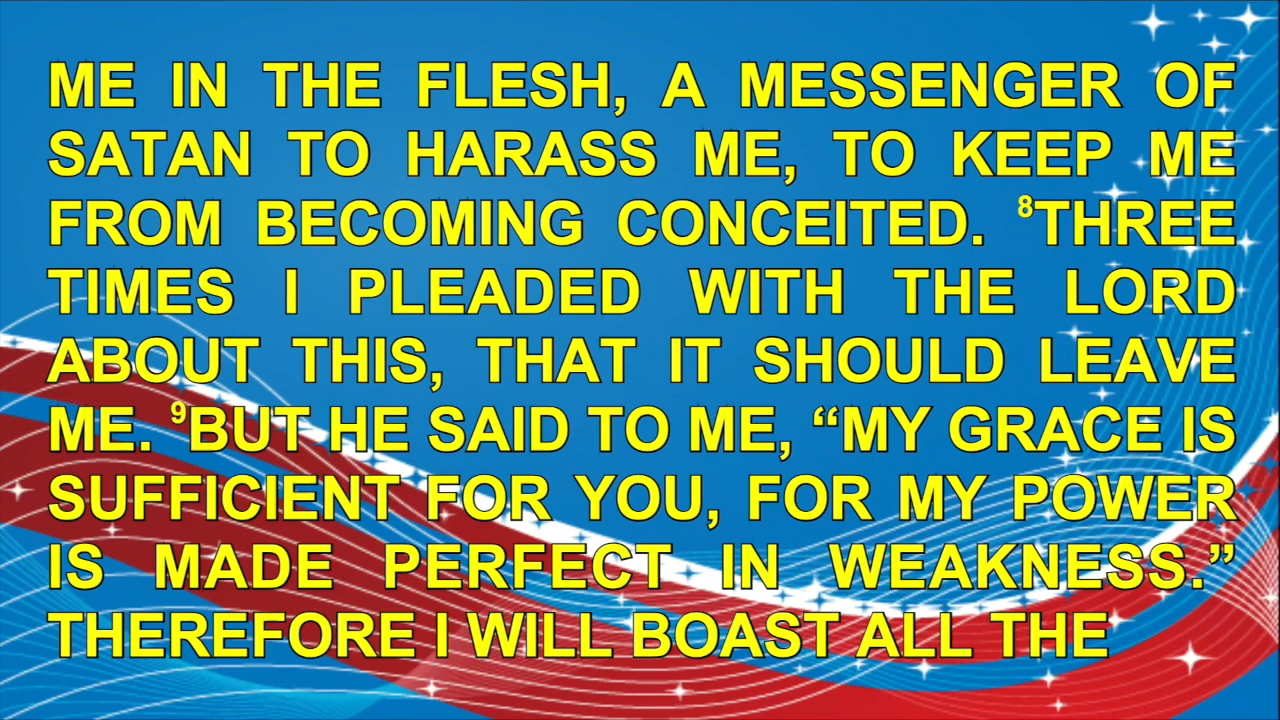 ME IN THE FLESH, A MESSENGER OF
SATAN TO HARASS ME, TO KEEP ME
FROM BECOMING CONCEITED. ⁸THREE
TIMES I PLEADED WITH THE LORD
ABOUT THIS, THAT IT SHOULD LEAVE
ME. ⁹BUT HE SAID TO ME, “MY GRACE IS
SUFFICIENT FOR YOU, FOR MY POWER
IS MADE PERFECT IN WEAKNESS.”
THEREFORE I WILL BOAST ALL THE